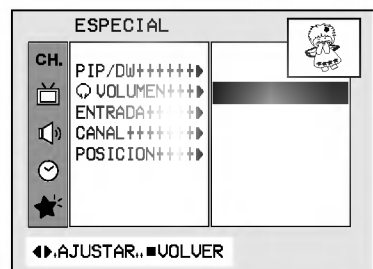 ESPECIAL
CH.
PIP/DW++++++▶
VOLUMEN+++▶
ENTRADA++++▶
CANAL++++++▶
POSICION++++▶
◀▶,AJUSTAR,,■VOLVER